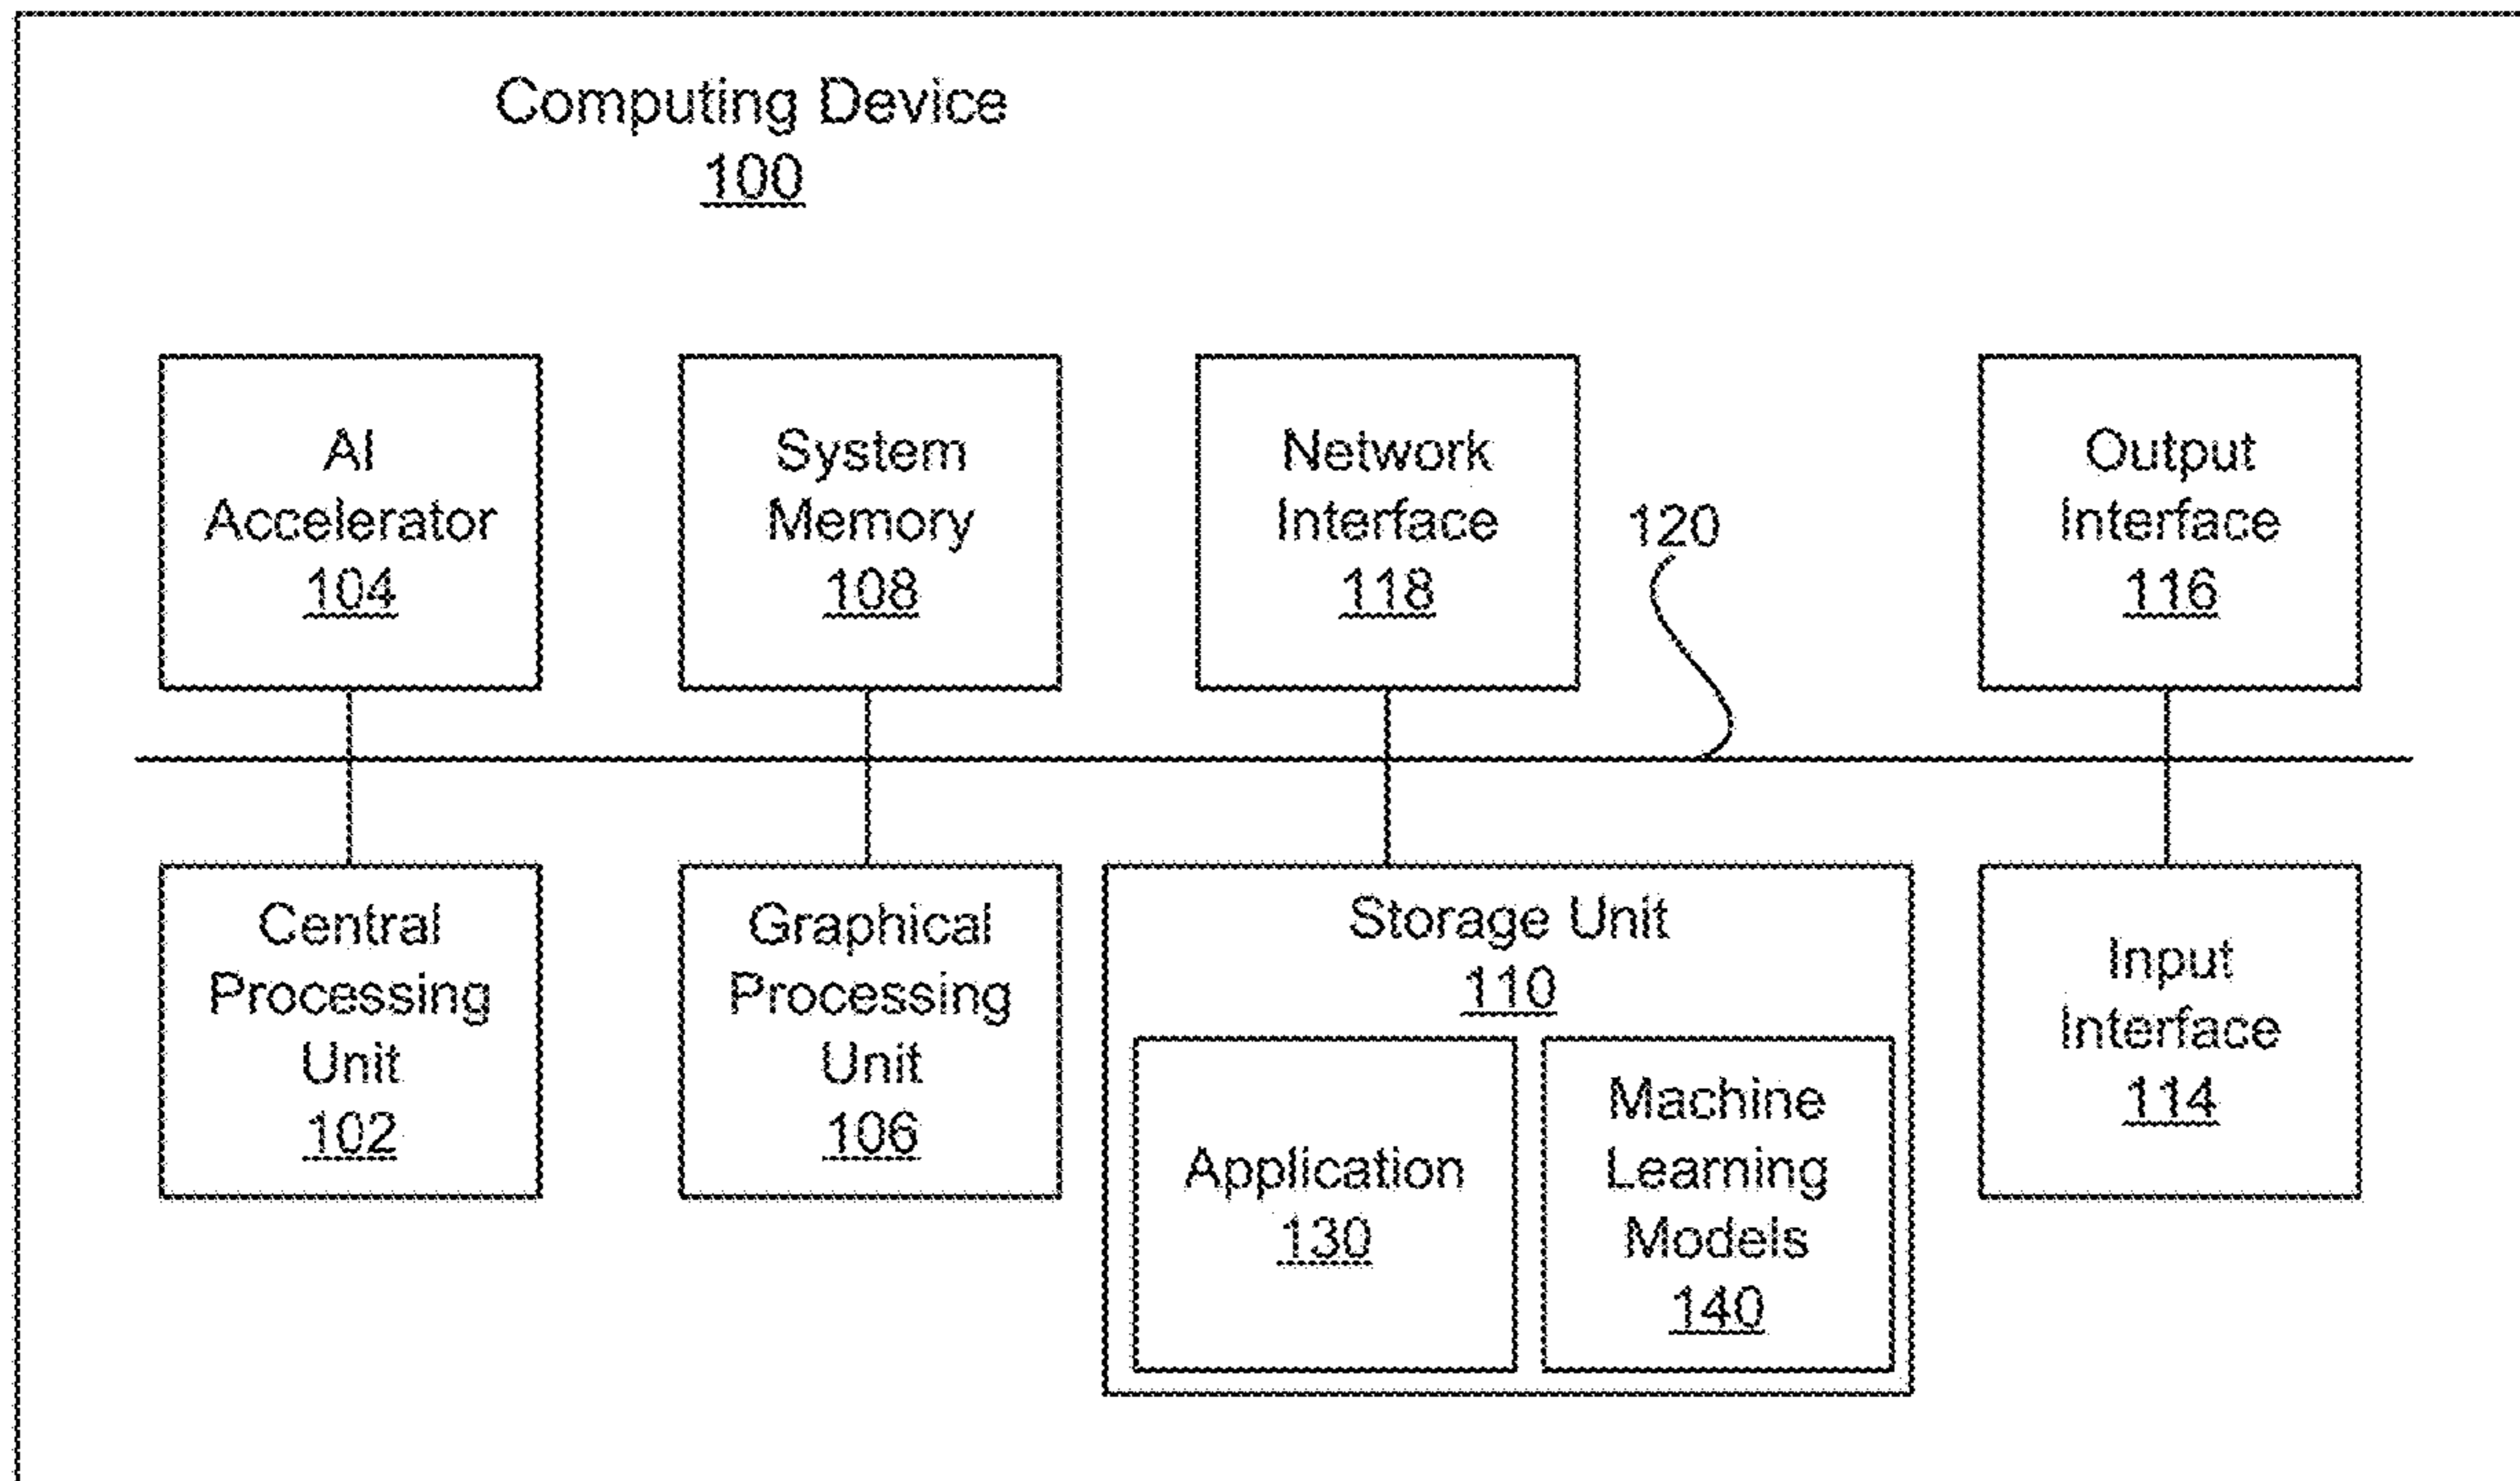 Computing Device
100
AI
Accelerator
104
System
Memory
108
Network
Interface
118
120
Output
Interface
116
Central
Processing
Unit
102
Graphical
Processing
Unit
106
Storage Unit
110
Application
130
Machine
Learning
Models
140
Input
Interface
114